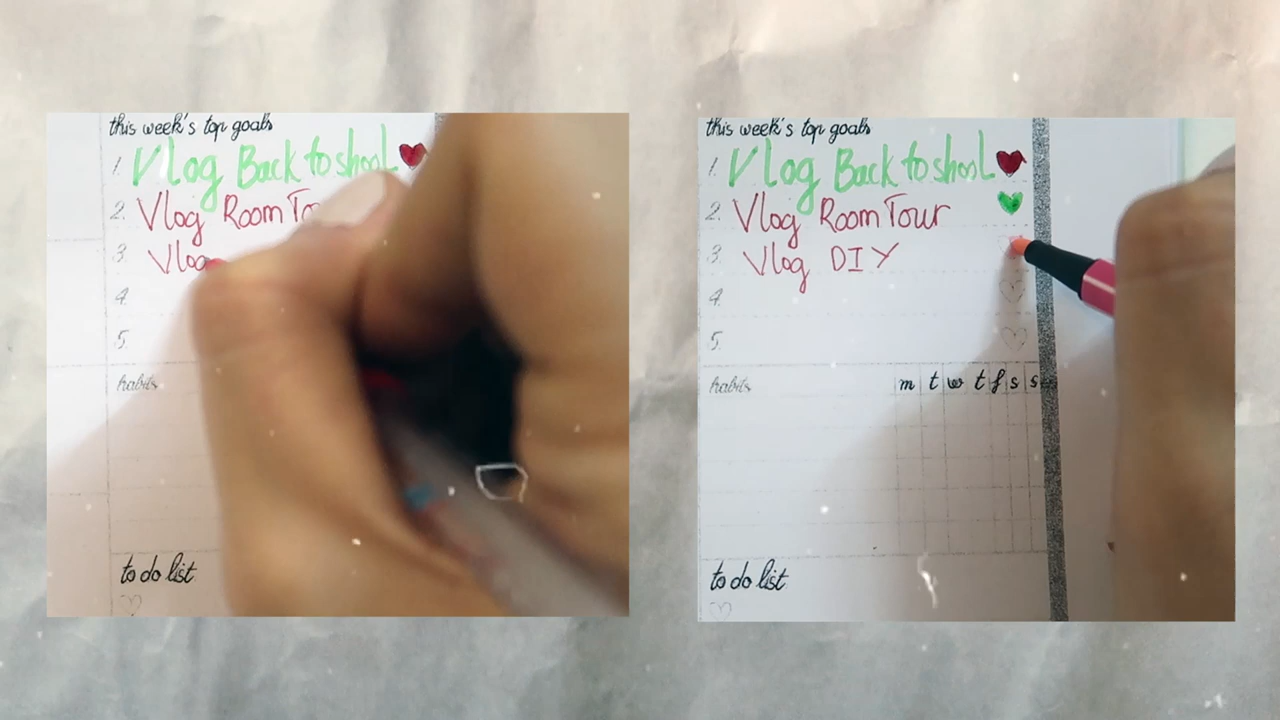 this week's top goals
1. Vlog Back to shool
2. Vlog Room To
3. Vlog
4.
5.
habits
to do list
this week's top goals
1. Vlog Back to shool
2. Vlog Room Tour
3. Vlog DIY
4.
5.
habits m t w t f s s
to do list